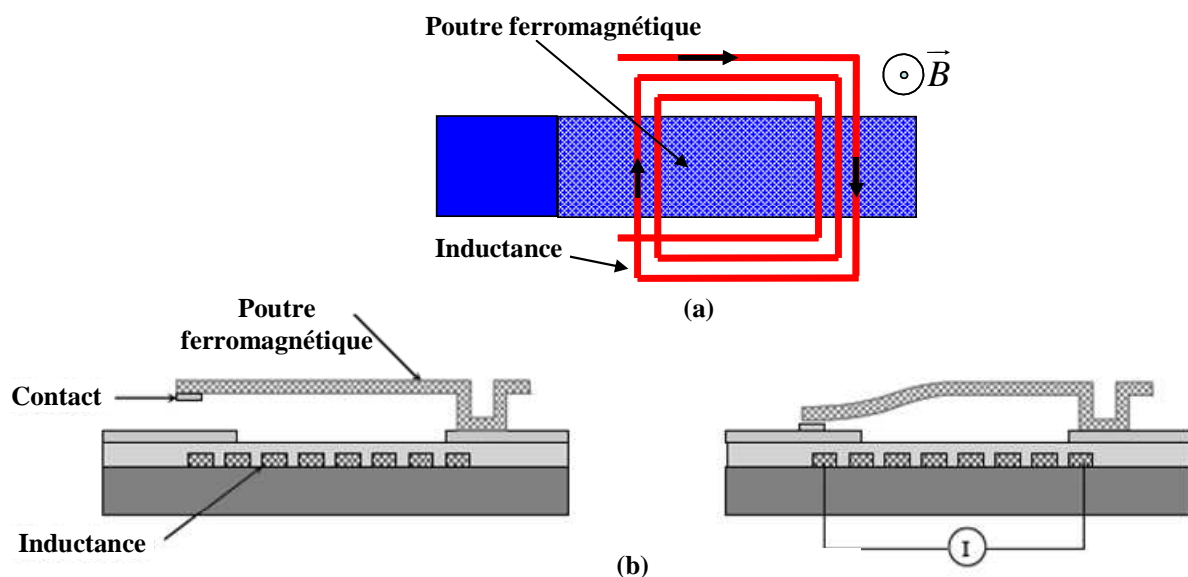 Poutre ferromagnétique
B
Inductance
(a)
Poutre
ferromagnétique
Contact
Inductance
I
(b)